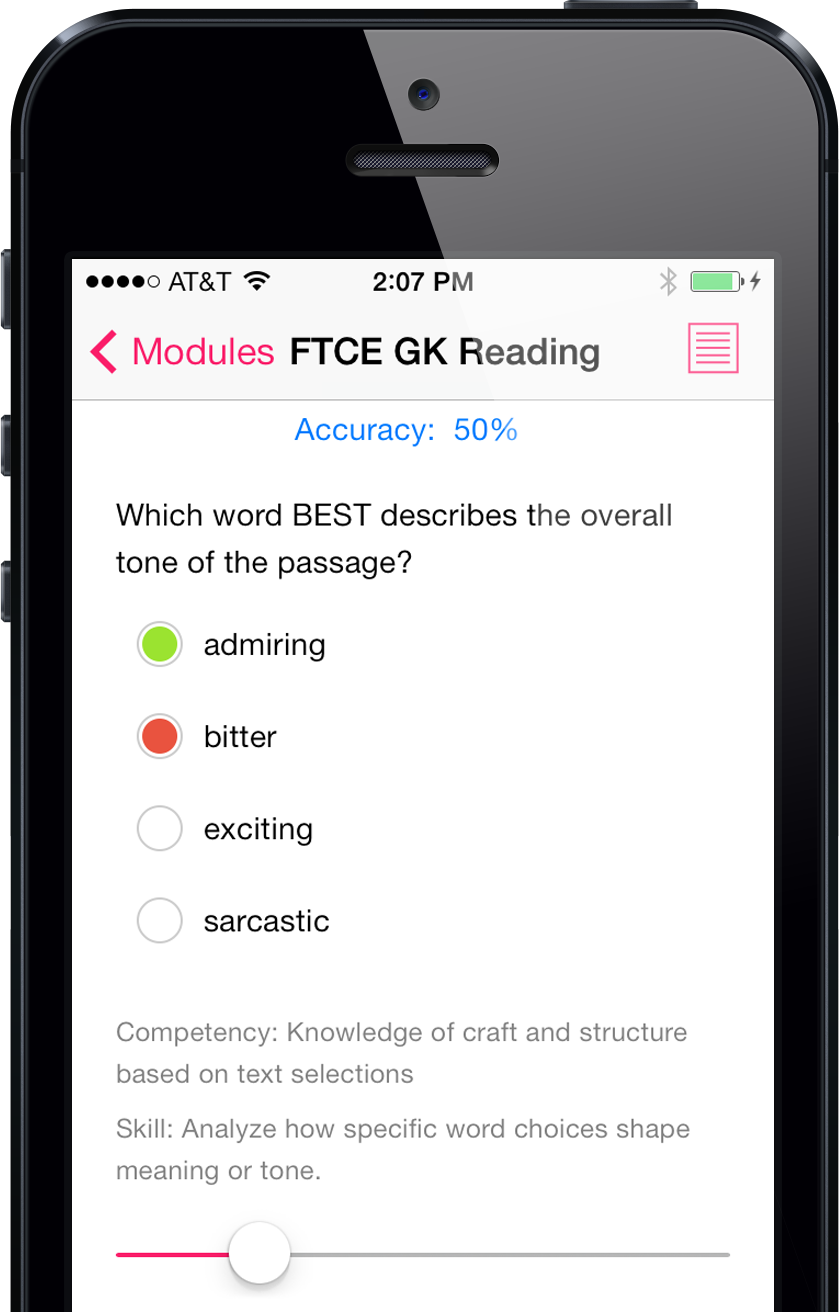 AT&T 2:07 PM
Modules FTCE GK Reading
Accuracy: 50%
Which word BEST describes the overall
tone of the passage?
admiring
bitter
exciting
sarcastic
Competency: Knowledge of craft and structure
based on text selections
Skill: Analyze how specific word choices shape
meaning or tone.